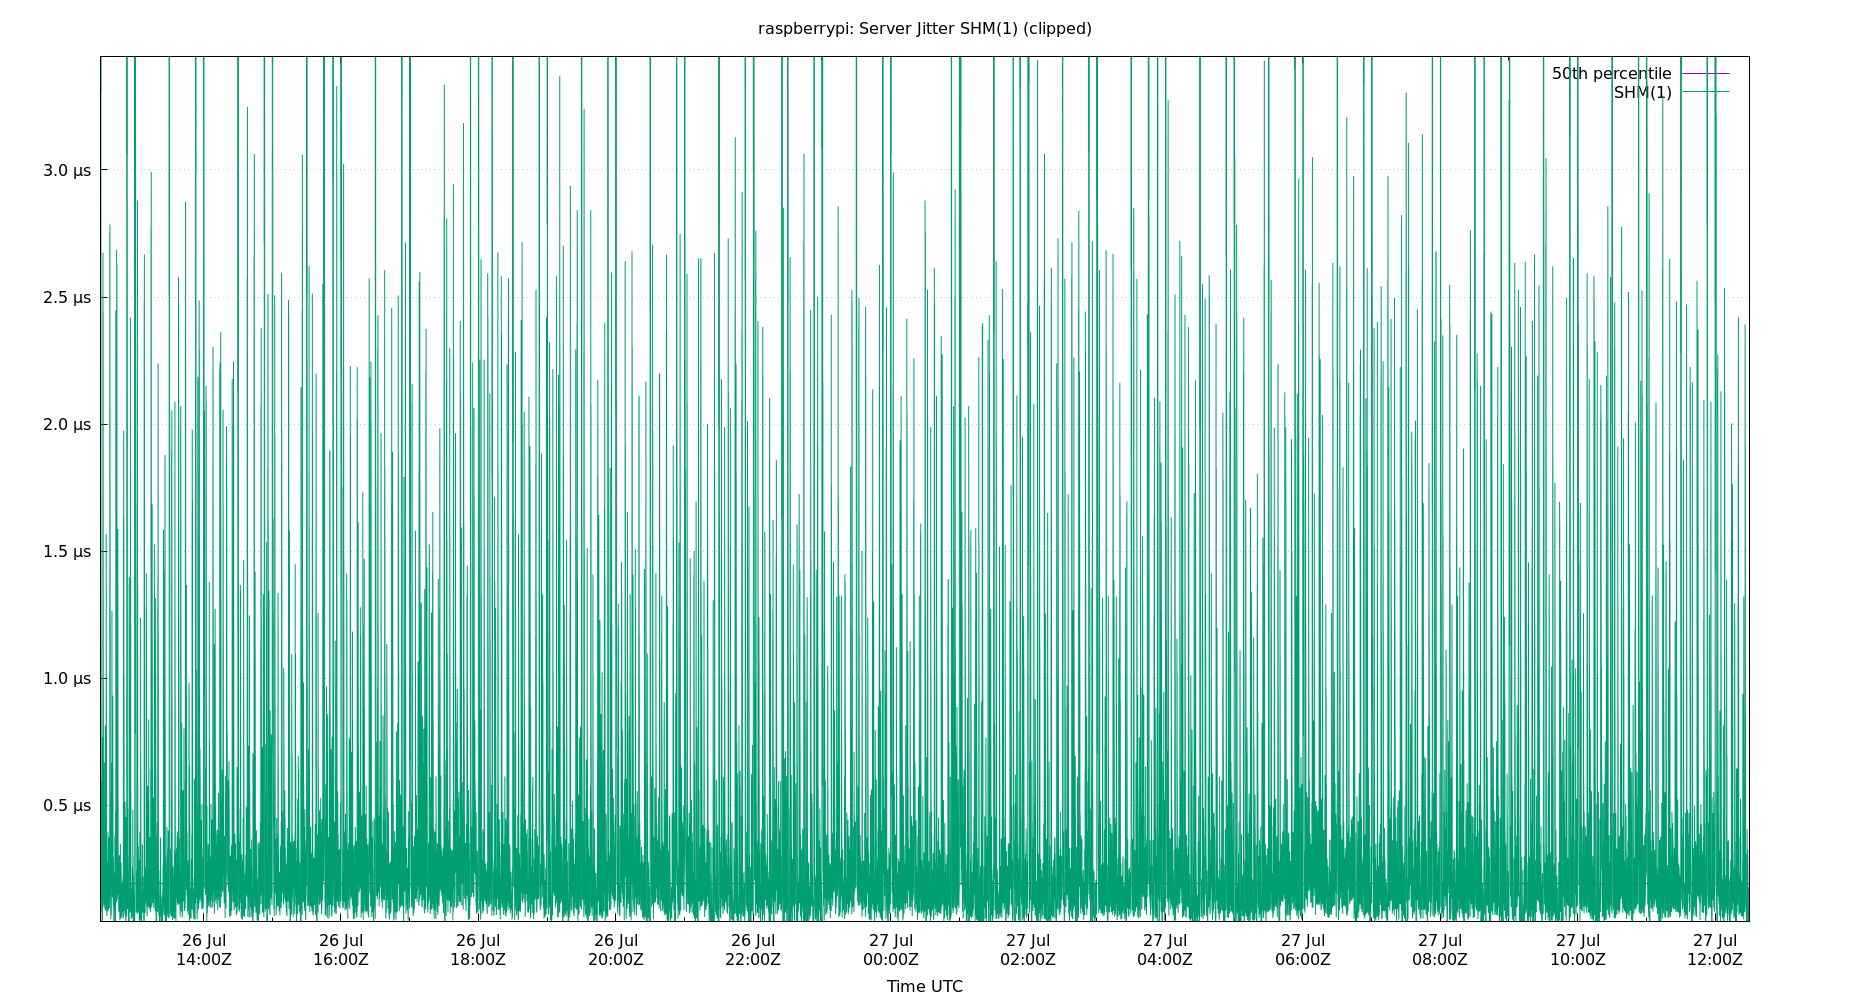 raspberrypi: Server Jitter SHM(1) (clipped)
50th percentile
SHM(1)
3.0 µs
2.5 µs
2.0 µs
1.5 µs
1.0 µs
0.5 µs
26 Jul 26 Jul 26 Jul 26 Jul 26 Jul 27 Jul 27 Jul 27 Jul 27 Jul 27 Jul 27 Jul 27 Jul
14:00Z 16:00Z 18:00Z 20:00Z 22:00Z 00:00Z 02:00Z 04:00Z 06:00Z 08:00Z 10:00Z 12:00Z
Time UTC